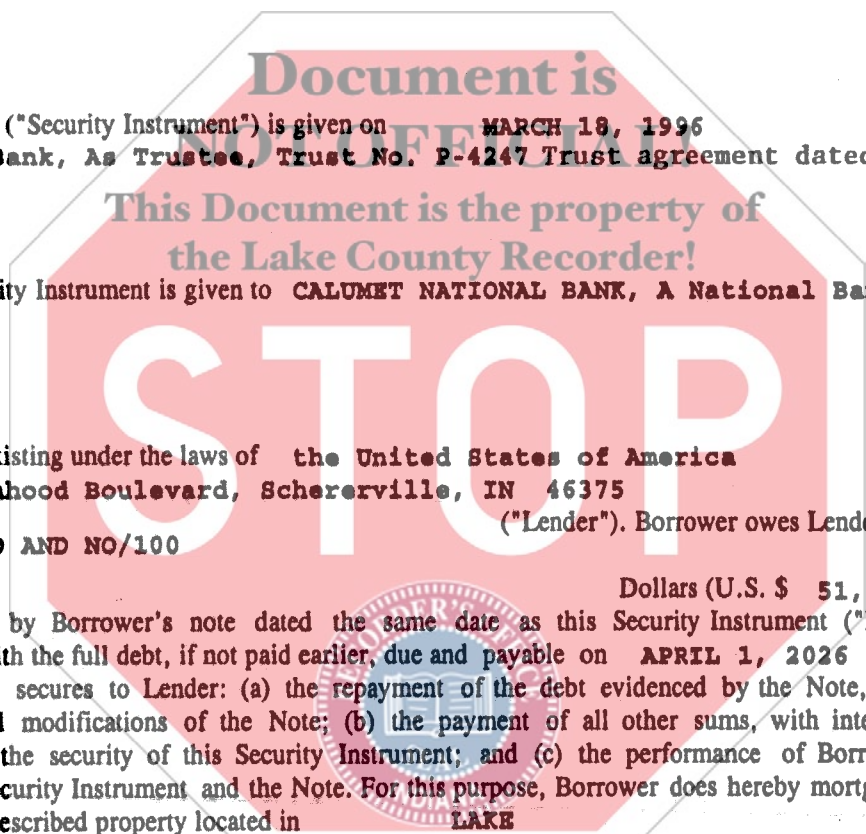 Document is
("Security Instrument") is given on MARCH 18, 1996
NOT OFFICIAL!
ank, As Trustee, Trust No. P-4247 Trust agreement dated
This Document is the property of
the Lake County Recorder!
ity Instrument is given to CALUMET NATIONAL BANK, A National Ba
STOP
xisting under the laws of the United States of America
hood Boulevard, Schererville, IN 46375
("Lender"). Borrower owes Lende
AND NO/100
Dollars (U.S. $ 51,
by Borrower's note dated the same date as this Security Instrument ("
th the full debt, if not paid earlier, due and payable on APRIL 1, 2026
secures to Lender: (a) the repayment of the debt evidenced by the Note,
modifications of the Note; (b) the payment of all other sums, with inte
the security of this Security Instrument; and (c) the performance of Borr
curity Instrument and the Note. For this purpose, Borrower does hereby mortg
escribed property located in LAKE